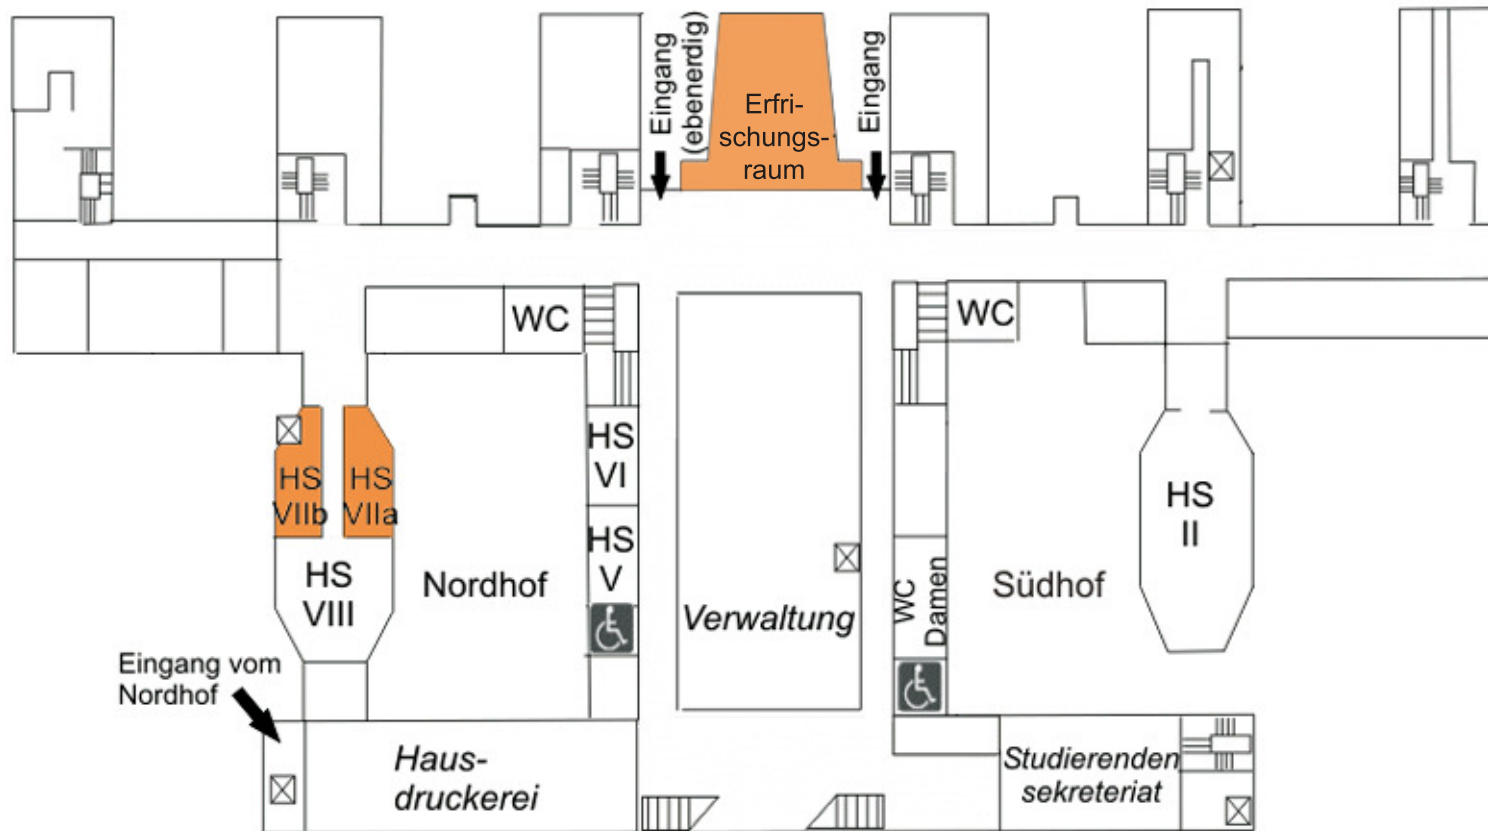 Eingang
(ebenerdig)
Erfri-
schungs-
raum
Eingang
WC
WC
HS
VI
HS
VIIb
HS
VIIa
HS
II
HS
V
HS
VIII
Nordhof
Verwaltung
WC
Damen
Südhof
Eingang vom
Nordhof
Haus-
druckerei
Studierenden
sekreteriat